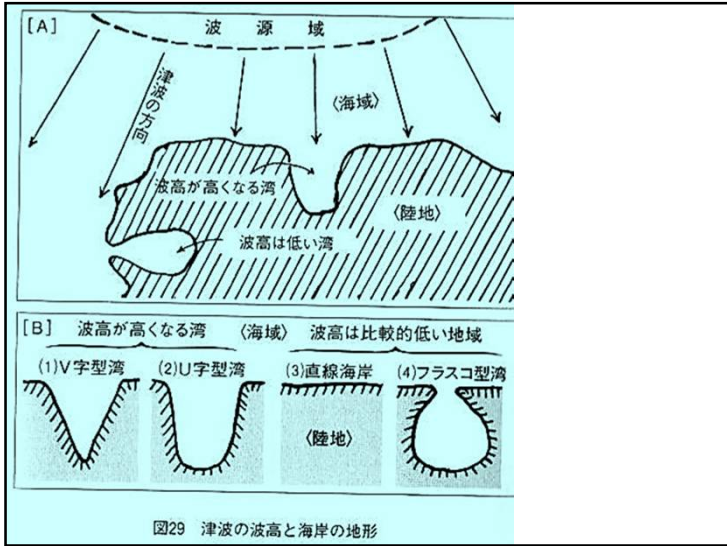 [A]
波源域
津波の方向
〈海域〉
波高が高くなる湾
〈陸地〉
波高は低い湾
[B] 波高が高くなる湾 〈海域〉 波高は比較的低い地域
(1)V字型湾 (2)U字型湾 (3)直線海岸 (4)フラスコ型湾
〈陸地〉
図29 津波の波高と海岸の地形